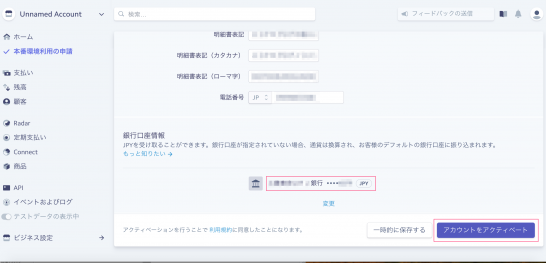 Unnamed Account
検索...
フィードバックの送信
ホーム
本番環境利用の申請
支払い
残高
顧客
Radar
定期支払い
Connect
商品
API
イベントおよびログ
テストデータの表示中
ビジネス設定
明細書表記
明細書表記（カタカナ）
明細書表記（ローマ字）
電話番号 JP
銀行口座情報
JPYを受け取ることができます。銀行口座が指定されていない場合、通貨は換算され、お客様のデフォルトの銀行口座に振り込まれます。
もっと知りたい →
銀行 •••• JPY
変更
アクティベーションを行うことで 利用規約に同意したことになります。
一時的に保存する
アカウントをアクティベート